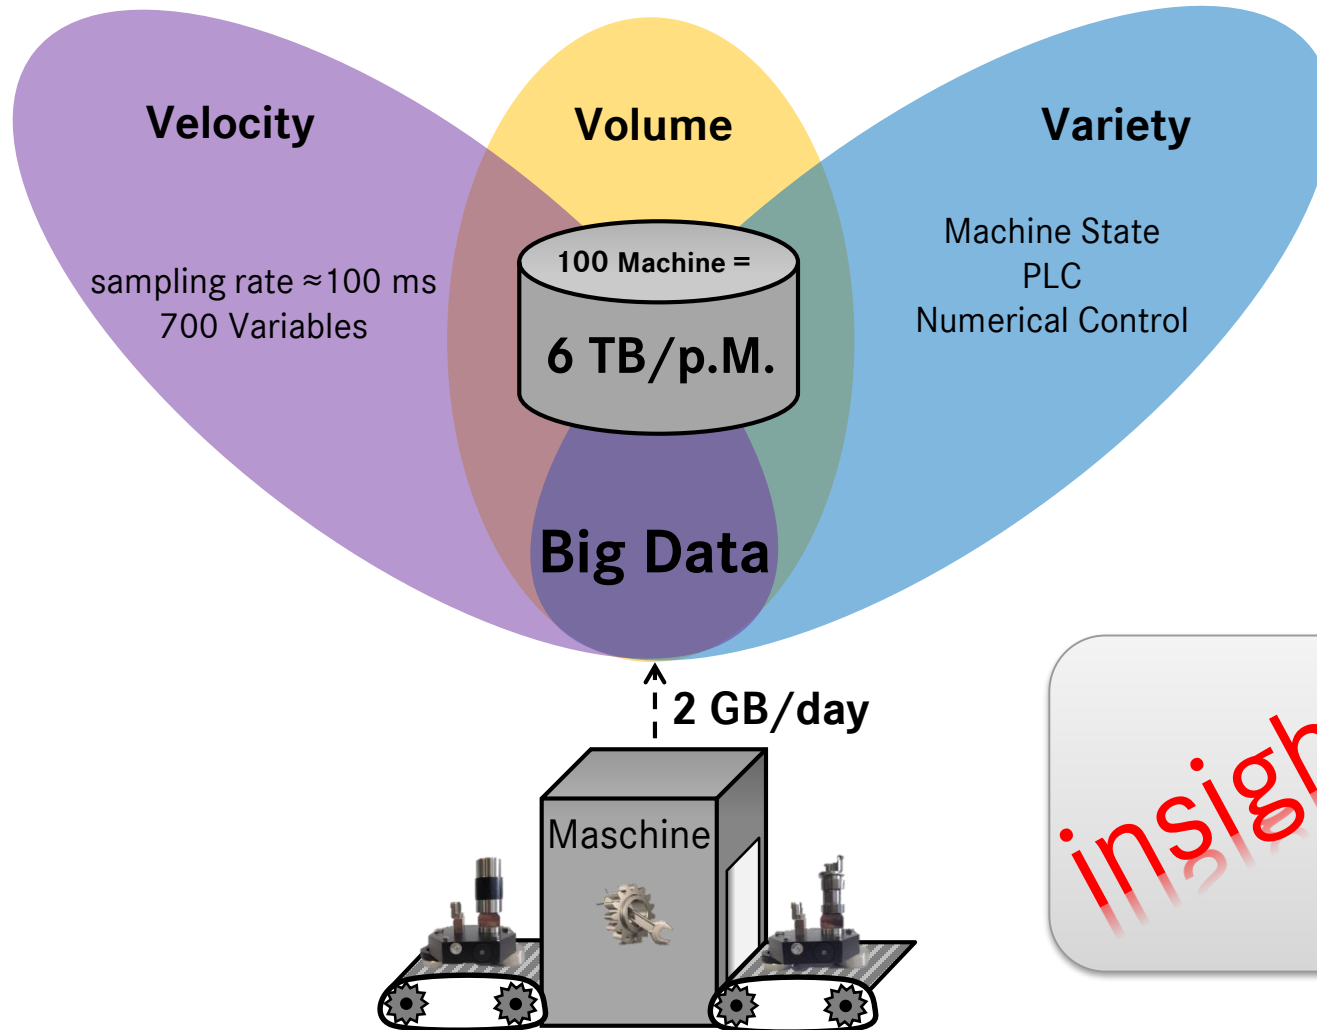 Velocity
Volume
Variety
sampling rate ≈100 ms
700 Variables
100 Machine =
6 TB/p.M.
Machine State
PLC
Numerical Control
Big Data
2 GB/day
Maschine